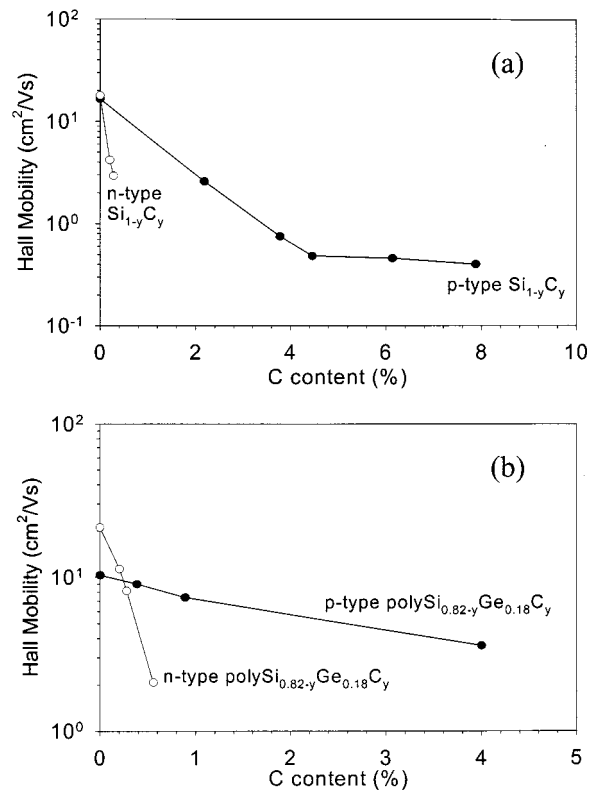 10²
(a)
10¹
Hall Mobility (cm²/Vs)
n-type
Si₁₋yCy
10⁰
p-type Si₁₋yCy
10⁻¹
0 2 4 6 8 10
C content (%)
10²
(b)
Hall Mobility (cm²/Vs)
10¹
p-type polySi₀.₈₂₋yGe₀.₁₈Cy
n-type polySi₀.₈₂₋yGe₀.₁₈Cy
10⁰
0 1 2 3 4 5
C content (%)